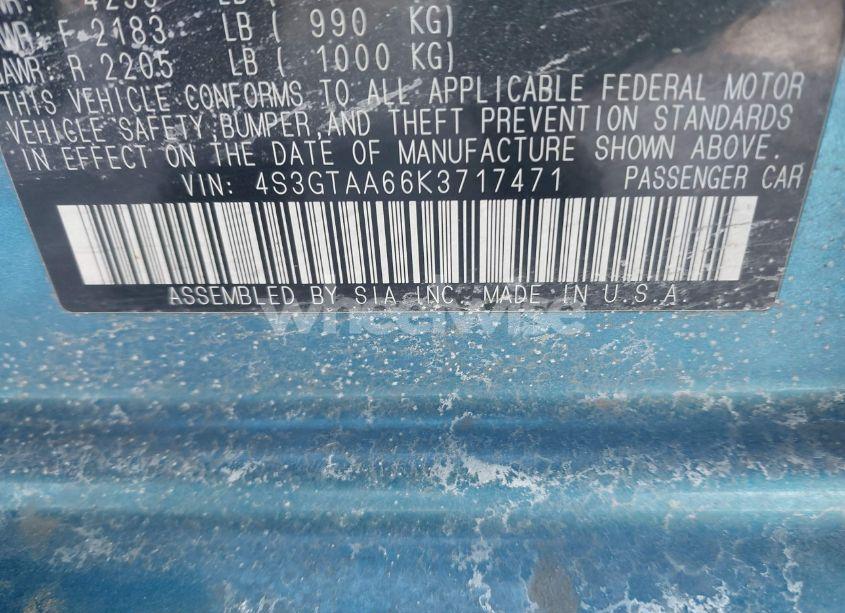 LB (
F 2183 LB ( 990 KG)
R 2205 LB ( 1000 KG)
THIS VEHICLE CONFORMS TO ALL APPLICABLE FEDERAL MOTOR
VEHICLE SAFETY, BUMPER, AND THEFT PREVENTION STANDARDS
IN EFFECT ON THE DATE OF MANUFACTURE SHOWN ABOVE.
VIN: 4S3GTAA66K3717471 PASSENGER CAR
ASSEMBLED BY SIA INC. MADE IN U.S.A.
wheelwise